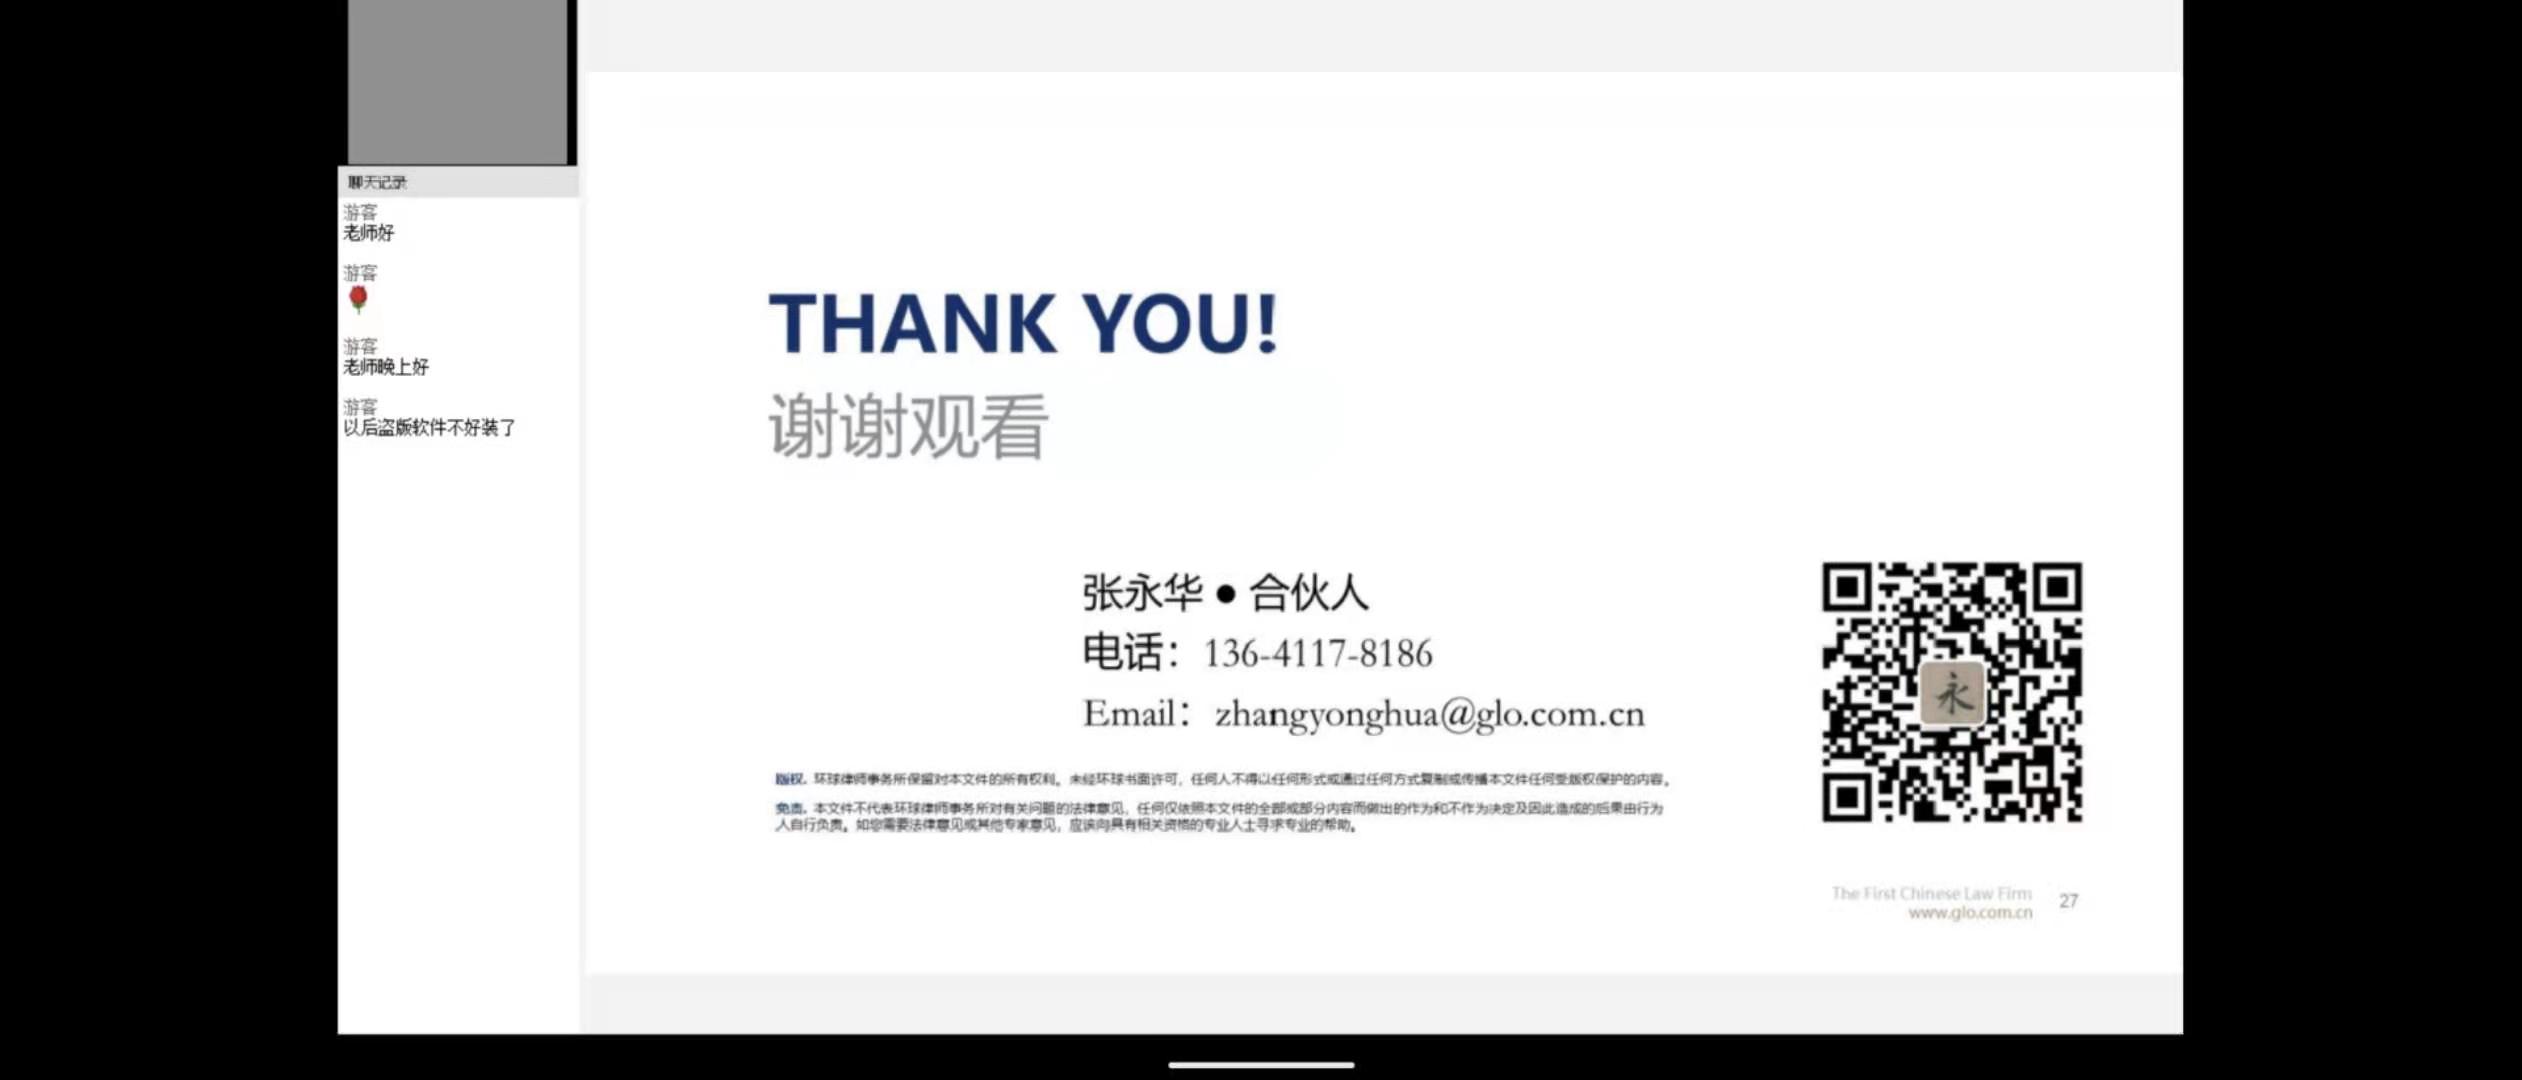 聊天记录
游客
老师好
游客
游客
老师晚上好
游客
以后盗版软件不好装了
THANK YOU!
谢谢观看
张永华 ● 合伙人
电话：136-4117-8186
Email：zhangyonghua@glo.com.cn
永
版权. 环球律师事务所保留对本文件的所有权利。未经环球书面许可，任何人不得以任何形式或通过任何方式复制或传播本文件任何受版权保护的内容。
免责. 本文件不代表环球律师事务所对有关问题的法律意见，任何仅依照本文件的全部或部分内容而做出的作为和不作为决定及因此造成的后果由行为
人自行负责。如您需要法律意见或其他专家意见，应该向具有相关资格的专业人士寻求专业的帮助。
The First Chinese Law Firm
www.glo.com.cn
27